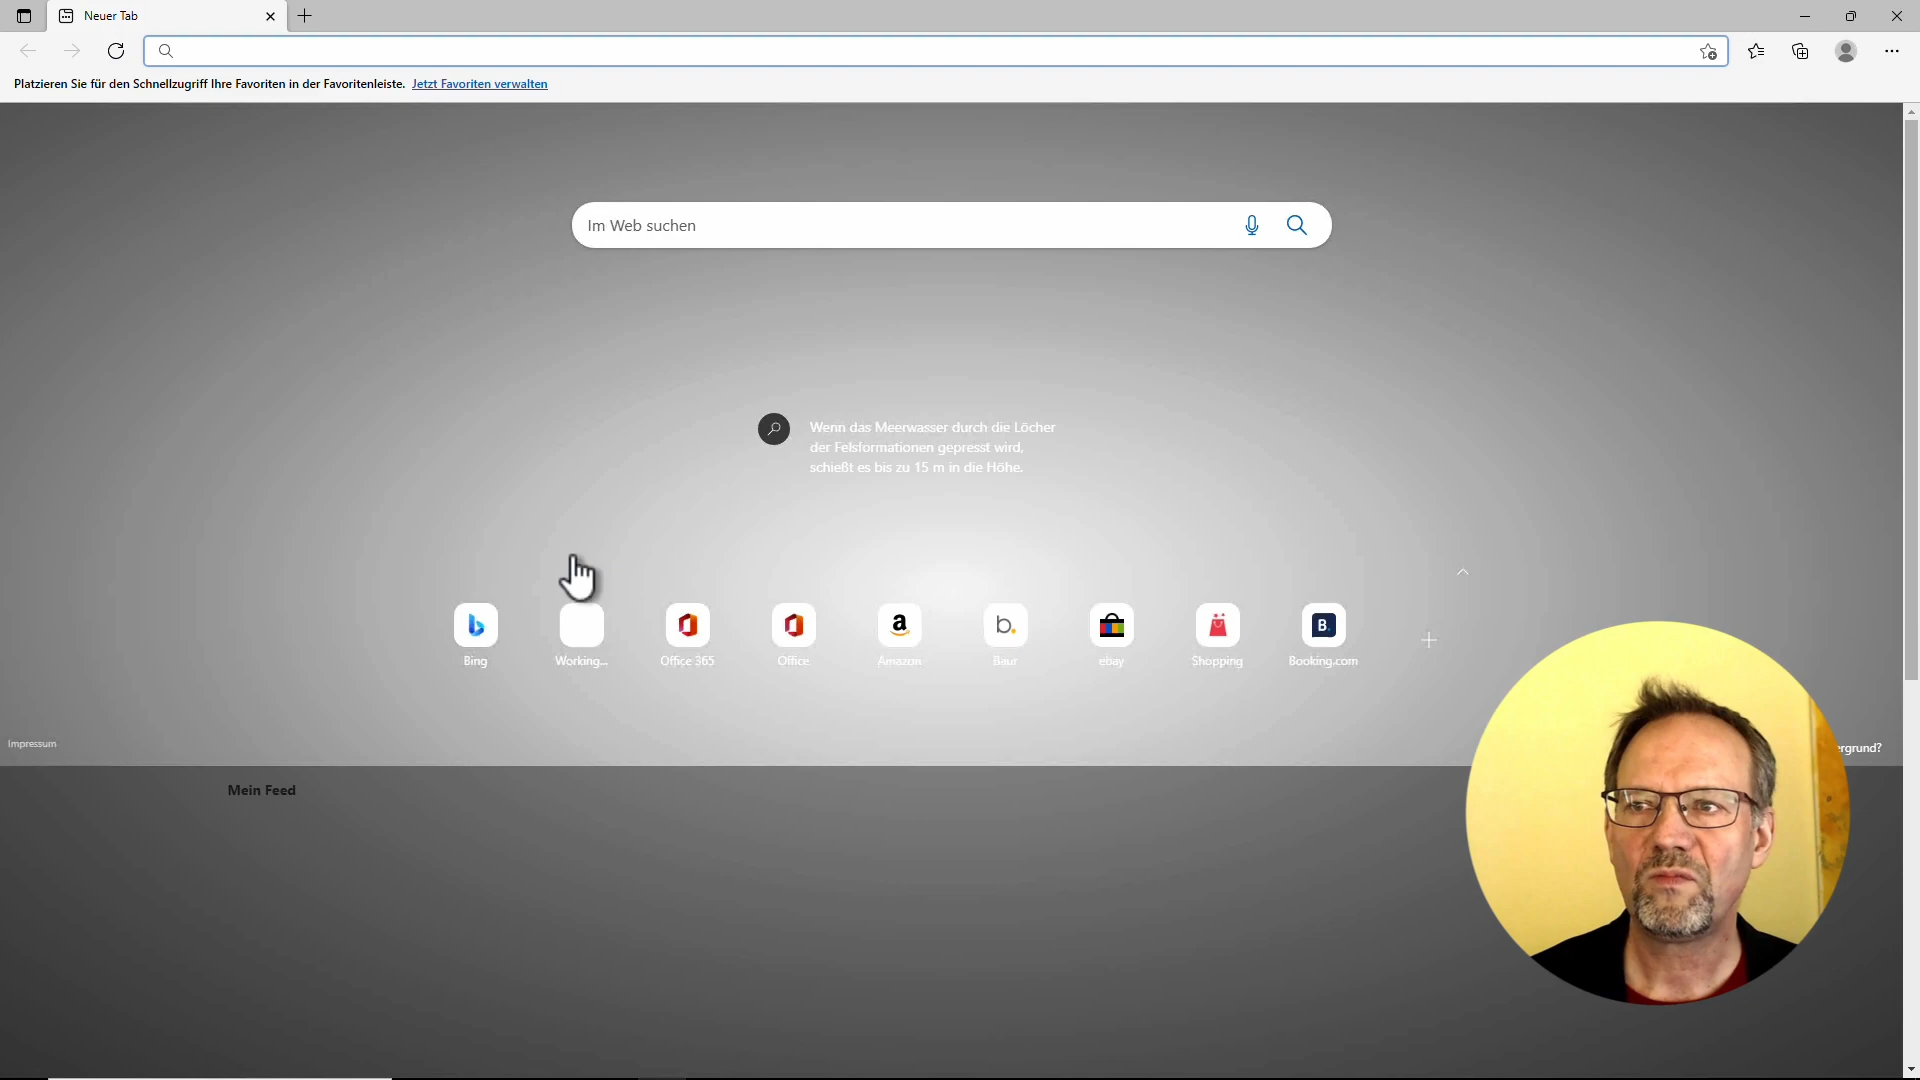 Neuer Tab
Platzieren Sie für den Schnellzugriff Ihre Favoriten in der Favoritenleiste. Jetzt Favoriten verwalten
Im Web suchen
Wenn das Meerwasser durch die Löcher
der Felsformationen gepresst wird,
schießt es bis zu 15 m in die Höhe.
Bing
Working...
Office 365
Office
a
Amazon
b.
Baur
ebay
Shopping
B.
Booking.com
Impressum
ergrund?
Mein Feed